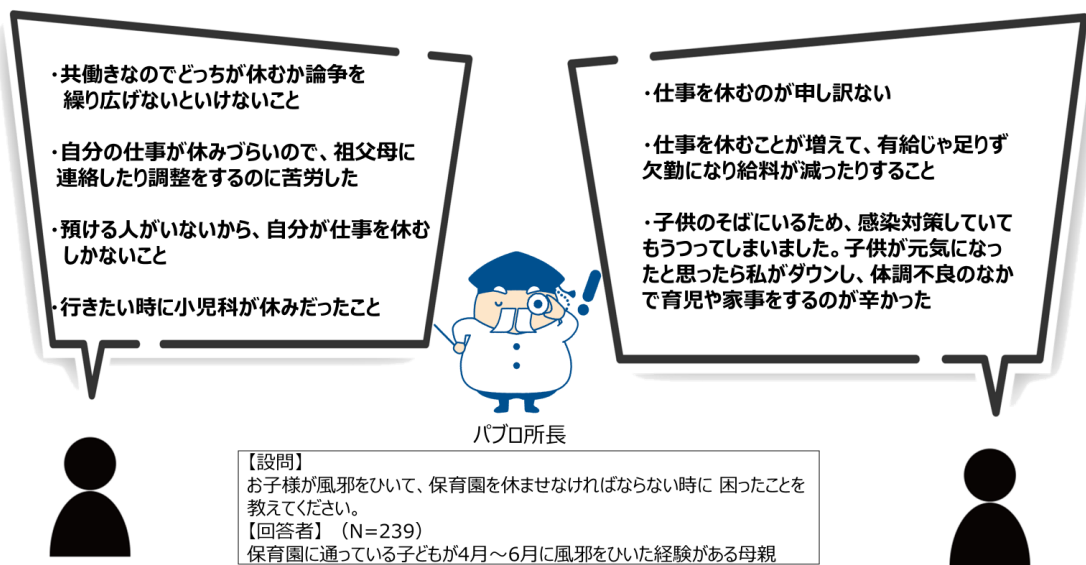 ・共働きなのでどっちが休むか論争を
繰り広げないといけないこと
・自分の仕事が休みづらいので、祖父母に
連絡したり調整をするのに苦労した
・預ける人がいないから、自分が仕事を休む
しかないこと
・行きたい時に小児科が休みだったこと
・仕事を休むのが申し訳ない
・仕事を休むことが増えて、有給じゃ足りず
欠勤になり給料が減ったりすること
・子供のそばにいるため、感染対策していて
もうつってしまいました。子供が元気になっ
たと思ったら私がダウンし、体調不良のなか
で育児や家事をするのが辛かった
パブロ所長
【設問】
お子様が風邪をひいて、保育園を休ませなければならない時に 困ったことを
教えてください。
【回答者】（N=239）
保育園に通っている子どもが4月～6月に風邪をひいた経験がある母親